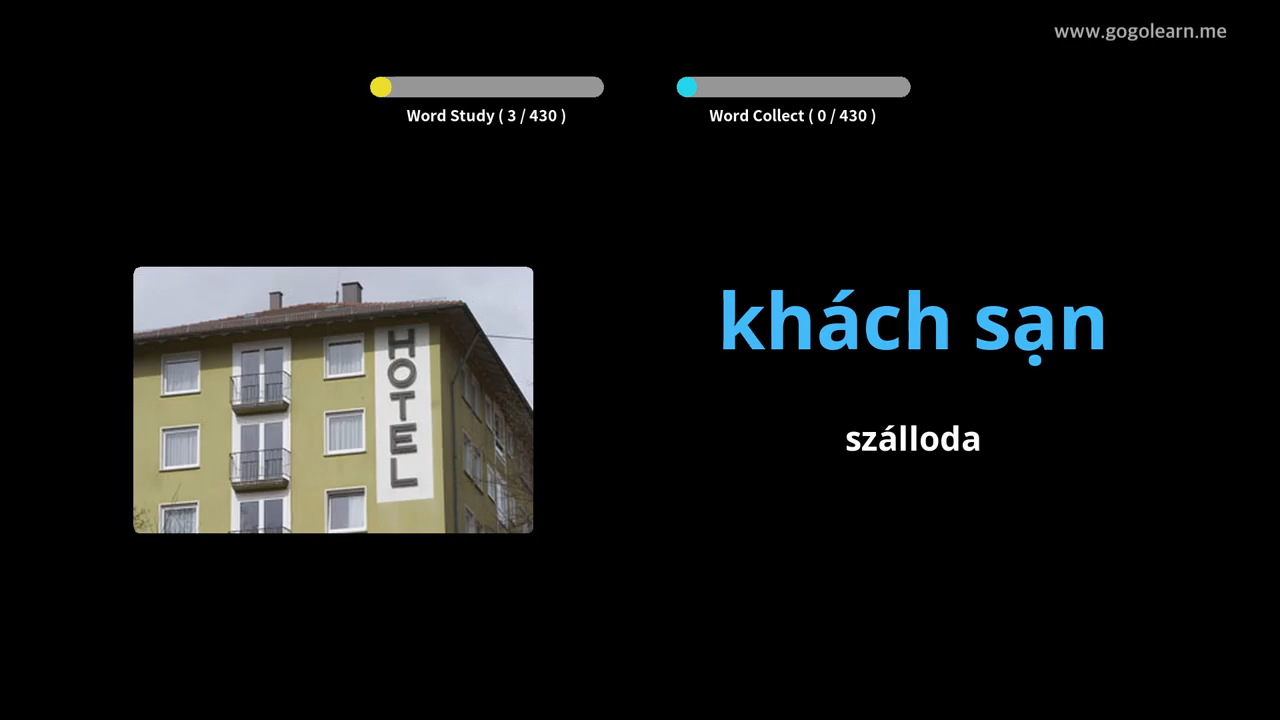 www.gogolearn.me
Word Study ( 3 / 430 )
Word Collect ( 0 / 430 )
HOTEL
khách sạn
szálloda